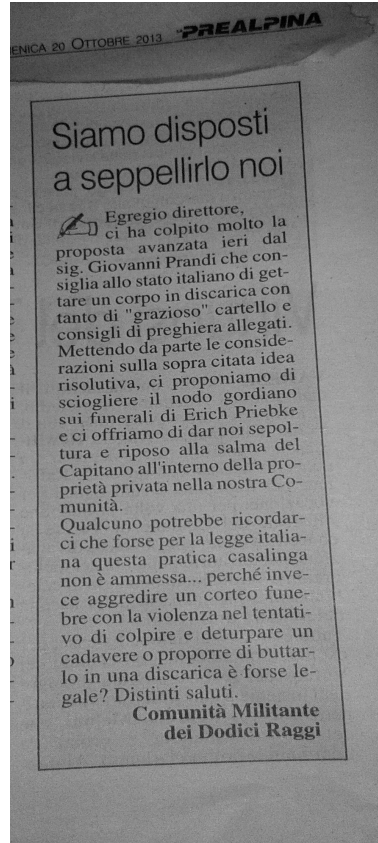 ENICA 20 OTTOBRE 2013 LA PREALPINA
Siamo disposti
a seppellirlo noi
Egregio direttore,
ci ha colpito molto la
proposta avanzata ieri dal
sig. Giovanni Prandi che con-
siglia allo stato italiano di get-
tare un corpo in discarica con
tanto di "grazioso" cartello e
consigli di preghiera allegati.
Mettendo da parte le conside-
razioni sulla sopra citata idea
risolutiva, ci proponiamo di
sciogliere il nodo gordiano
sui funerali di Erich Priebke
e ci offriamo di dar noi sepol-
tura e riposo alla salma del
Capitano all'interno della pro-
prietà privata nella nostra Co-
munità.
Qualcuno potrebbe ricordar-
ci che forse per la legge italia-
na questa pratica casalinga
non è ammessa... perché inve-
ce aggredire un corteo fune-
bre con la violenza nel tentati-
vo di colpire e deturpare un
cadavere o proporre di buttar-
lo in una discarica è forse le-
gale? Distinti saluti.
Comunità Militante
dei Dodici Raggi